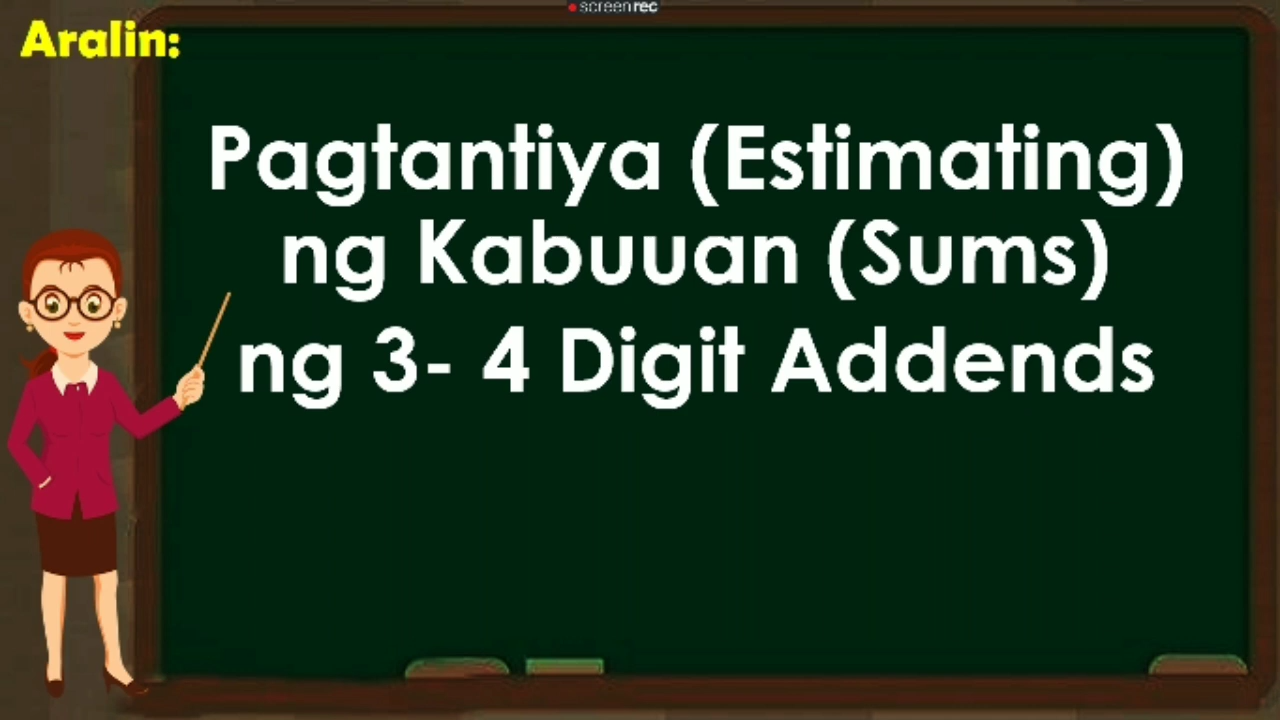 screenrec
Aralin:
Pagtantiya (Estimating)
ng Kabuuan (Sums)
ng 3- 4 Digit Addends